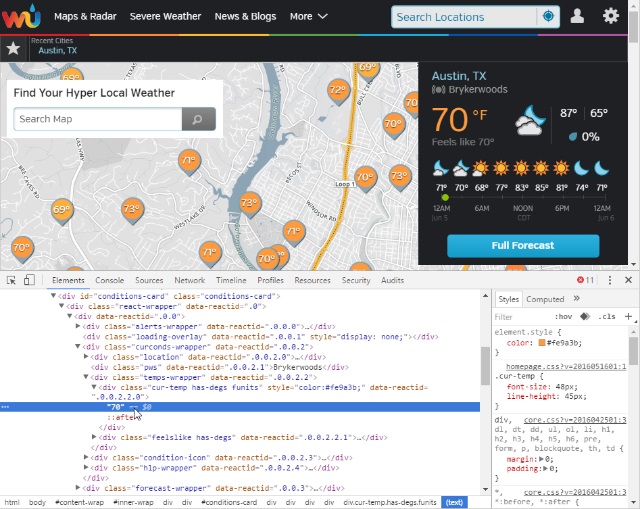 wu Maps & Radar Severe Weather News & Blogs More Search Locations
Recent Cities
Austin, TX
Find Your Hyper Local Weather
Search Map
69°
69°
72°
70°
71°
70°
73°
69°
73°
73°
71°
71°
70°
70°
BEE CAVES RD
WESTLAKE DR
REDS ST
WINDSOR RD
Loop 1
Austin, TX
Brykerwoods
70 °F
87° 65°
Feels like 70°
0%
71° 70° 68° 77° 83° 85° 81° 74° 71°
12AM 6AM NOON 6PM 12AM
Jun 5 CDT Jun 6
Full Forecast
Elements Console Sources Network Timeline Profiles Resources Security Audits 11
<div id="conditions-card" class="conditions-card">
<div class="react-wrapper" data-reactid=".0">
<div data-reactid=".0.0">
<div class="alerts-wrapper" data-reactid=".0.0.0">…</div>
<div class="loading-overlay" data-reactid=".0.0.1" style="display: none;">…</div>
<div class="curconds-wrapper" data-reactid=".0.0.2">
<div class="location" data-reactid=".0.0.2.0">…</div>
<div class="pws" data-reactid=".0.0.2.1">Brykerwoods</div>
<div class="temps-wrapper" data-reactid=".0.0.2.2">
<div class="cur-temp has-degs funits" style="color:#fe9a3b;" data-reactid=
".0.0.2.2.0">
"70" == $0
::after
</div>
<div class="feelslike has-degs" data-reactid=".0.0.2.2.1">…</div>
</div>
<div class="condition-icon" data-reactid=".0.0.2.3">…</div>
<div class="hlp-wrapper" data-reactid=".0.0.2.4">…</div>
</div>
<div class="forecast-wrapper" data-reactid=".0.0.3">
html body #content-wrap #inner-wrap div div #conditions-card div div div div div.cur-temp.has-degs.funits (text)
Styles Computed
Filter :hov .cls +
element.style {
color: #fe9a3b;
}
homepage.css?v=2016051601:1
.cur-temp {
font-size: 48px;
line-height: 45px;
}
div, core.css?v=2016042501:3
dl, dt, dd, ul, ol, li, h1,
h2, h3, h4, h5, h6, pre,
form, p, blockquote, th, td {
margin: 0;
padding: 0;
}
*, core.css?v=2016042501:3
*:before, *:after {